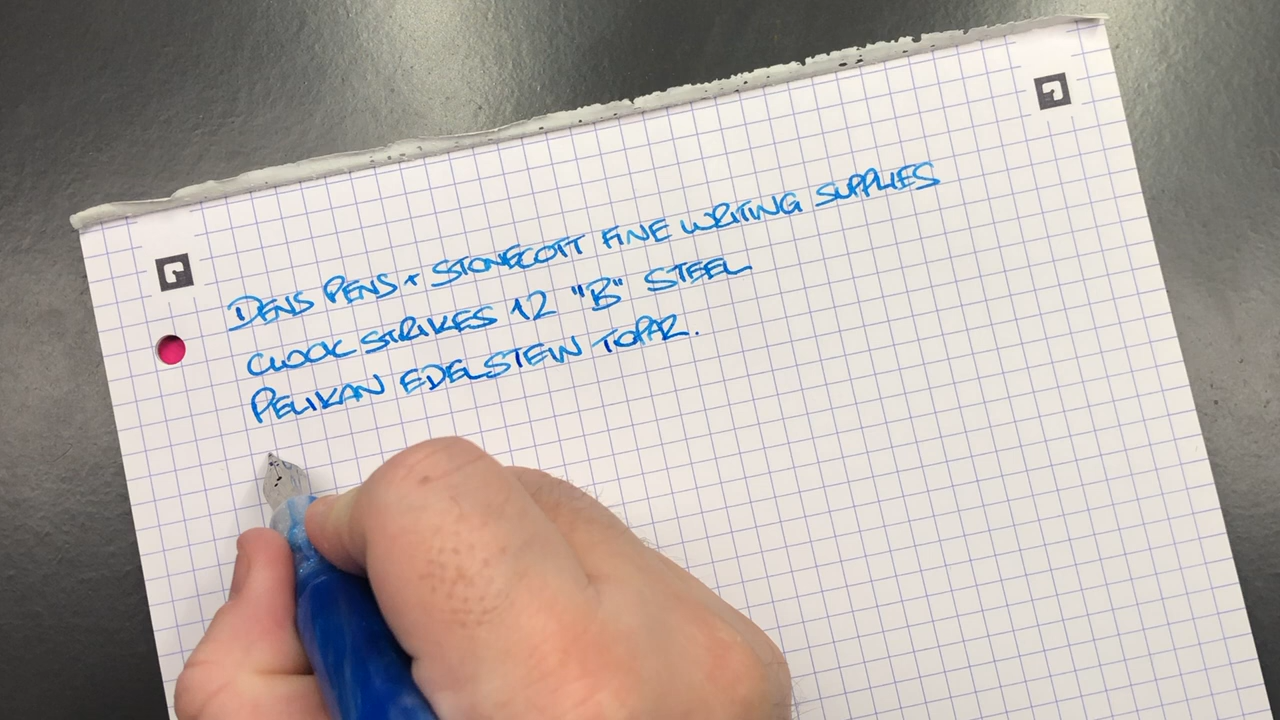 DENS PENS + STONECOTT FINE WRITING SUPPLIES
CLOCK STRIKES 12 "B" STEEL
PELIKAN EDELSTEIN TOPAZ.